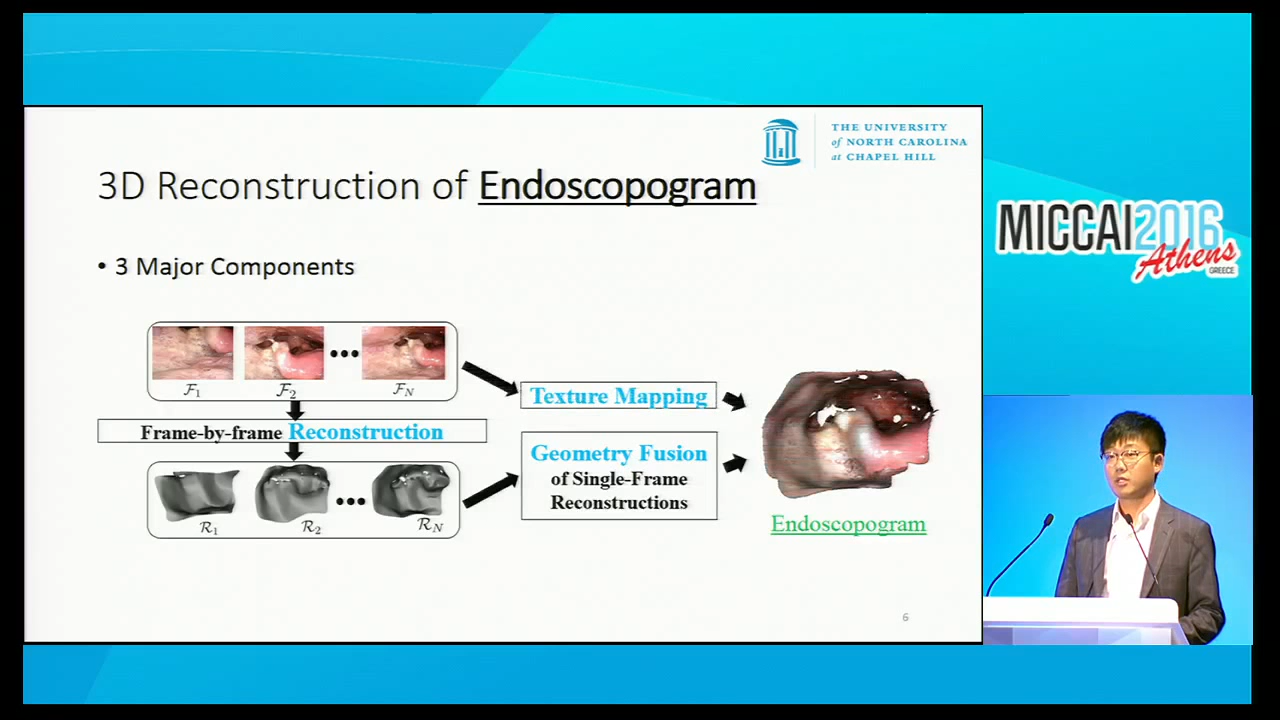 THE UNIVERSITY
of NORTH CAROLINA
at CHAPEL HILL
3D Reconstruction of Endoscopogram
• 3 Major Components
F1
F2
FN
Frame-by-frame Reconstruction
R1
R2
RN
Texture Mapping
Geometry Fusion
of Single-Frame
Reconstructions
Endoscopogram
6
MICCAI2016
Athens
GREECE